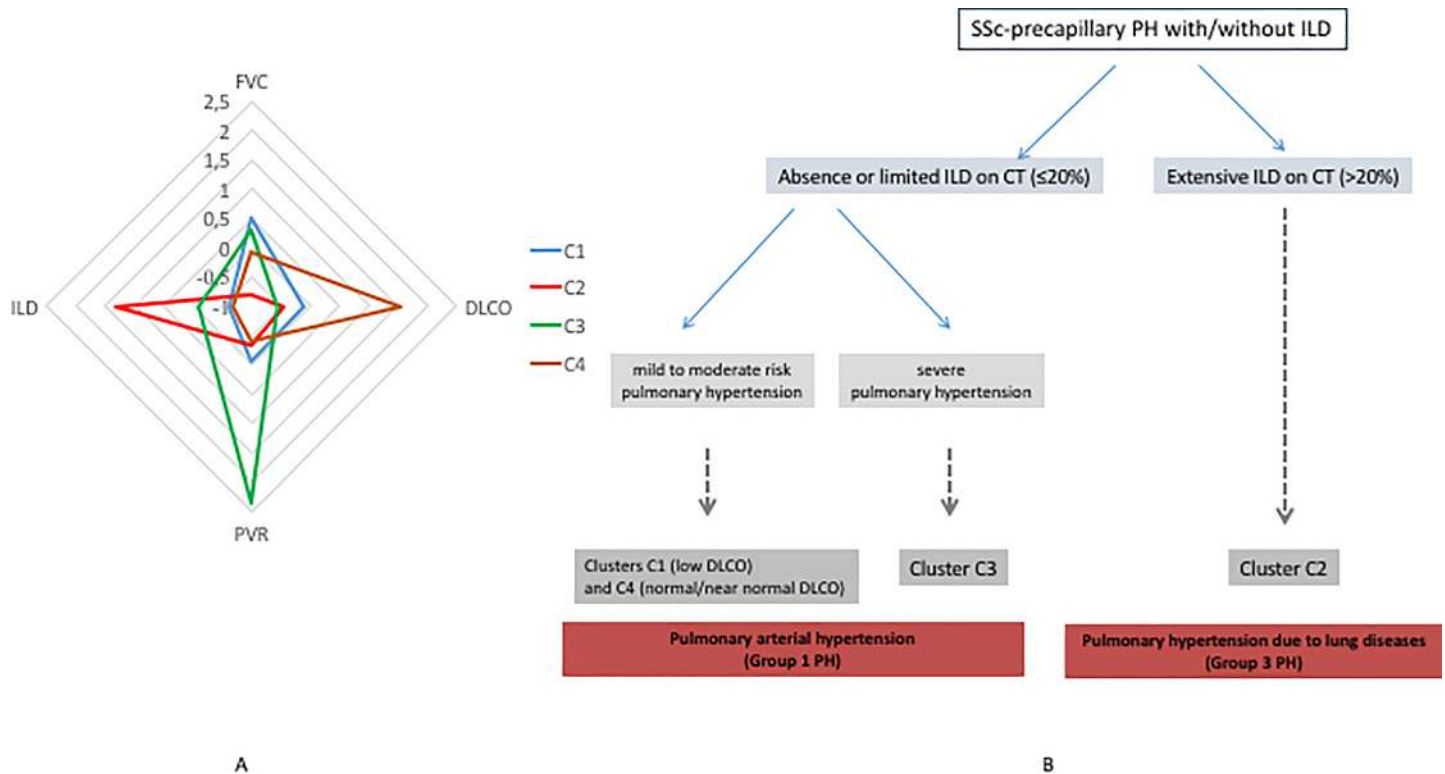 FVC
2,5
2
1,5
1
0,5
0
-0,5
-1
ILD
DLCO
PVR
C1
C2
C3
C4
A
SSc-precapillary PH with/without ILD
Absence or limited ILD on CT (≤20%)
Extensive ILD on CT (>20%)
mild to moderate risk
pulmonary hypertension
severe
pulmonary hypertension
Clusters C1 (low DLCO)
and C4 (normal/near normal DLCO)
Cluster C3
Cluster C2
Pulmonary arterial hypertension
(Group 1 PH)
Pulmonary hypertension due to lung diseases
(Group 3 PH)
B